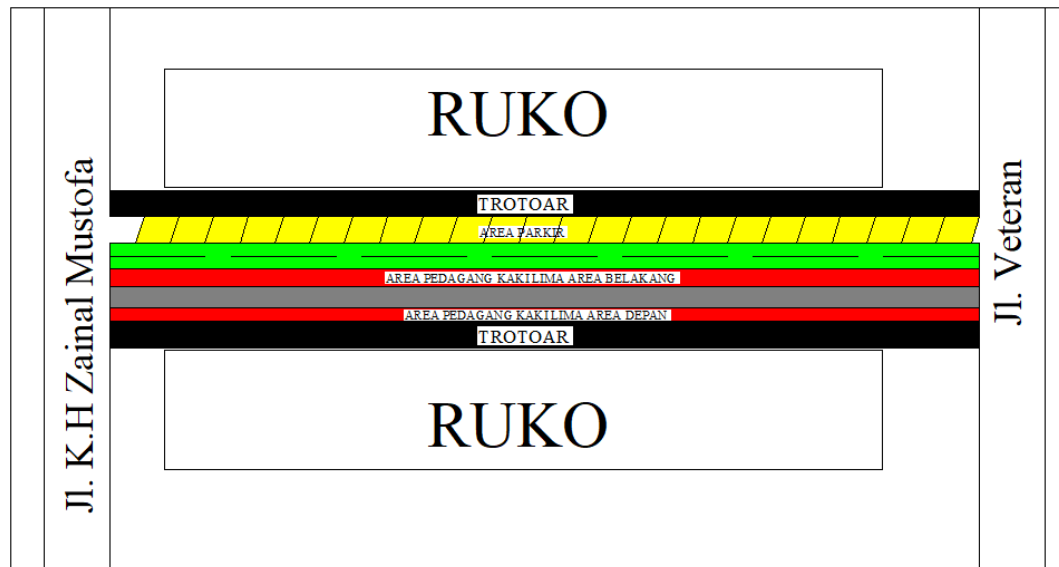 RUKO
TROTOAR
AREA PARKIR
AREA PEDAGANG KAKILIMA AREA BELAKANG
AREA PEDAGANG KAKILIMA AREA DEPAN
TROTOAR
RUKO
Jl. K.H Zainal Mustofa
Jl. Veteran